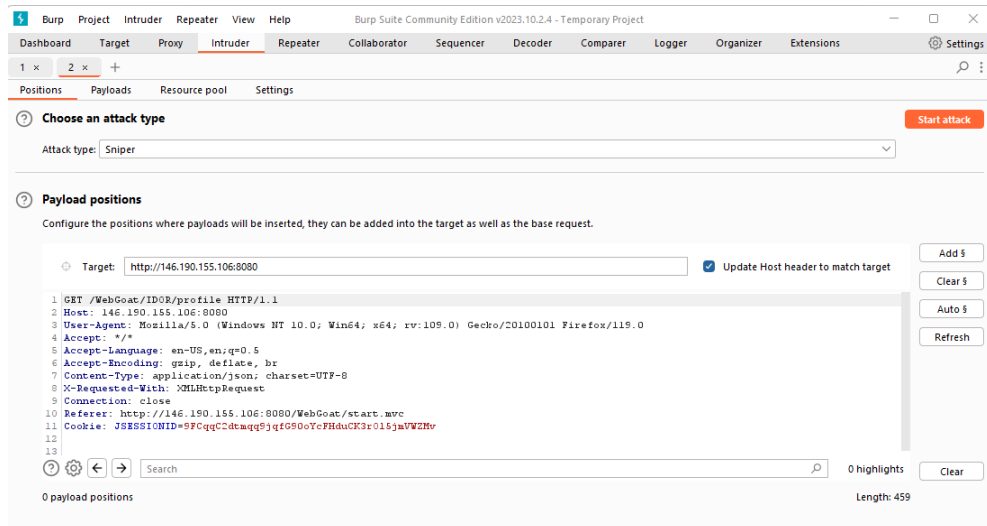 Burp Project Intruder Repeater View Help Burp Suite Community Edition v2023.10.2.4 - Temporary Project
Dashboard Target Proxy Intruder Repeater Collaborator Sequencer Decoder Comparer Logger Organizer Extensions Settings
1 × 2 × +
Positions Payloads Resource pool Settings
? Choose an attack type Start attack
Attack type: Sniper
? Payload positions
Configure the positions where payloads will be inserted, they can be added into the target as well as the base request.
Target: http://146.190.155.106:8080 Update Host header to match target Add §
Clear §
1 GET /WebGoat/IDOR/profile HTTP/1.1
2 Host: 146.190.155.106:8080 Auto §
3 User-Agent: Mozilla/5.0 (Windows NT 10.0; Win64; x64; rv:109.0) Gecko/20100101 Firefox/119.0
4 Accept: */* Refresh
5 Accept-Language: en-US,en;q=0.5
6 Accept-Encoding: gzip, deflate, br
7 Content-Type: application/json; charset=UTF-8
8 X-Requested-With: XMLHttpRequest
9 Connection: close
10 Referer: http://146.190.155.106:8080/WebGoat/start.mvc
11 Cookie: JSESSIONID=
12
13
? Search 0 highlights Clear
0 payload positions Length: 459